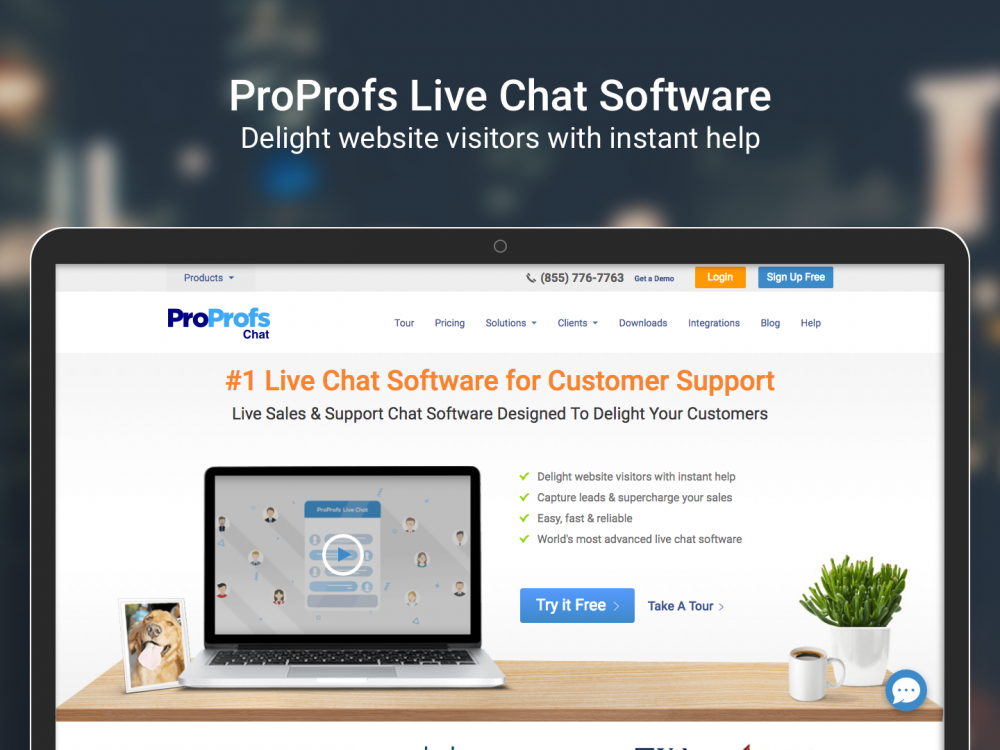 ProProfs Live Chat Software
Delight website visitors with instant help
Products
(855) 776-7763
Get a Demo
Login
Sign Up Free
ProProfs
Chat
Tour
Pricing
Solutions
Clients
Downloads
Integrations
Blog
Help
#1 Live Chat Software for Customer Support
Live Sales & Support Chat Software Designed To Delight Your Customers
ProProfs Live Chat
Delight website visitors with instant help
Capture leads & supercharge your sales
Easy, fast & reliable
World's most advanced live chat software
Try it Free
Take A Tour